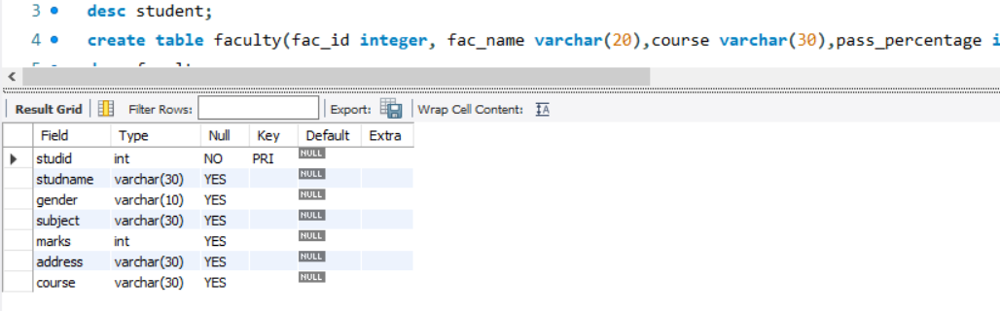 3 desc student;
4 create table faculty(fac_id integer, fac_name varchar(20),course varchar(30),pass_percentage i
Result Grid Filter Rows: Export: Wrap Cell Content:
Field Type Null Key Default Extra
studid int NO PRI NULL
studname varchar(30) YES NULL
gender varchar(10) YES NULL
subject varchar(30) YES NULL
marks int YES NULL
address varchar(30) YES NULL
course varchar(30) YES NULL